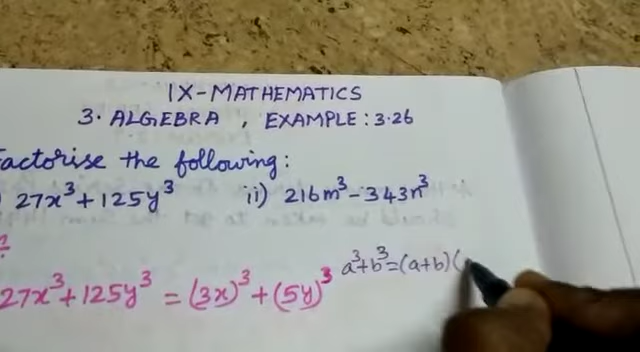 IX-MATHEMATICS
3. ALGEBRA, EXAMPLE: 3.26
actorise the following:
27x³+125y³ ii) 216m³-343n³
27x³+125y³ = (3x)³+(5y)³ a³+b³=(a+b)(